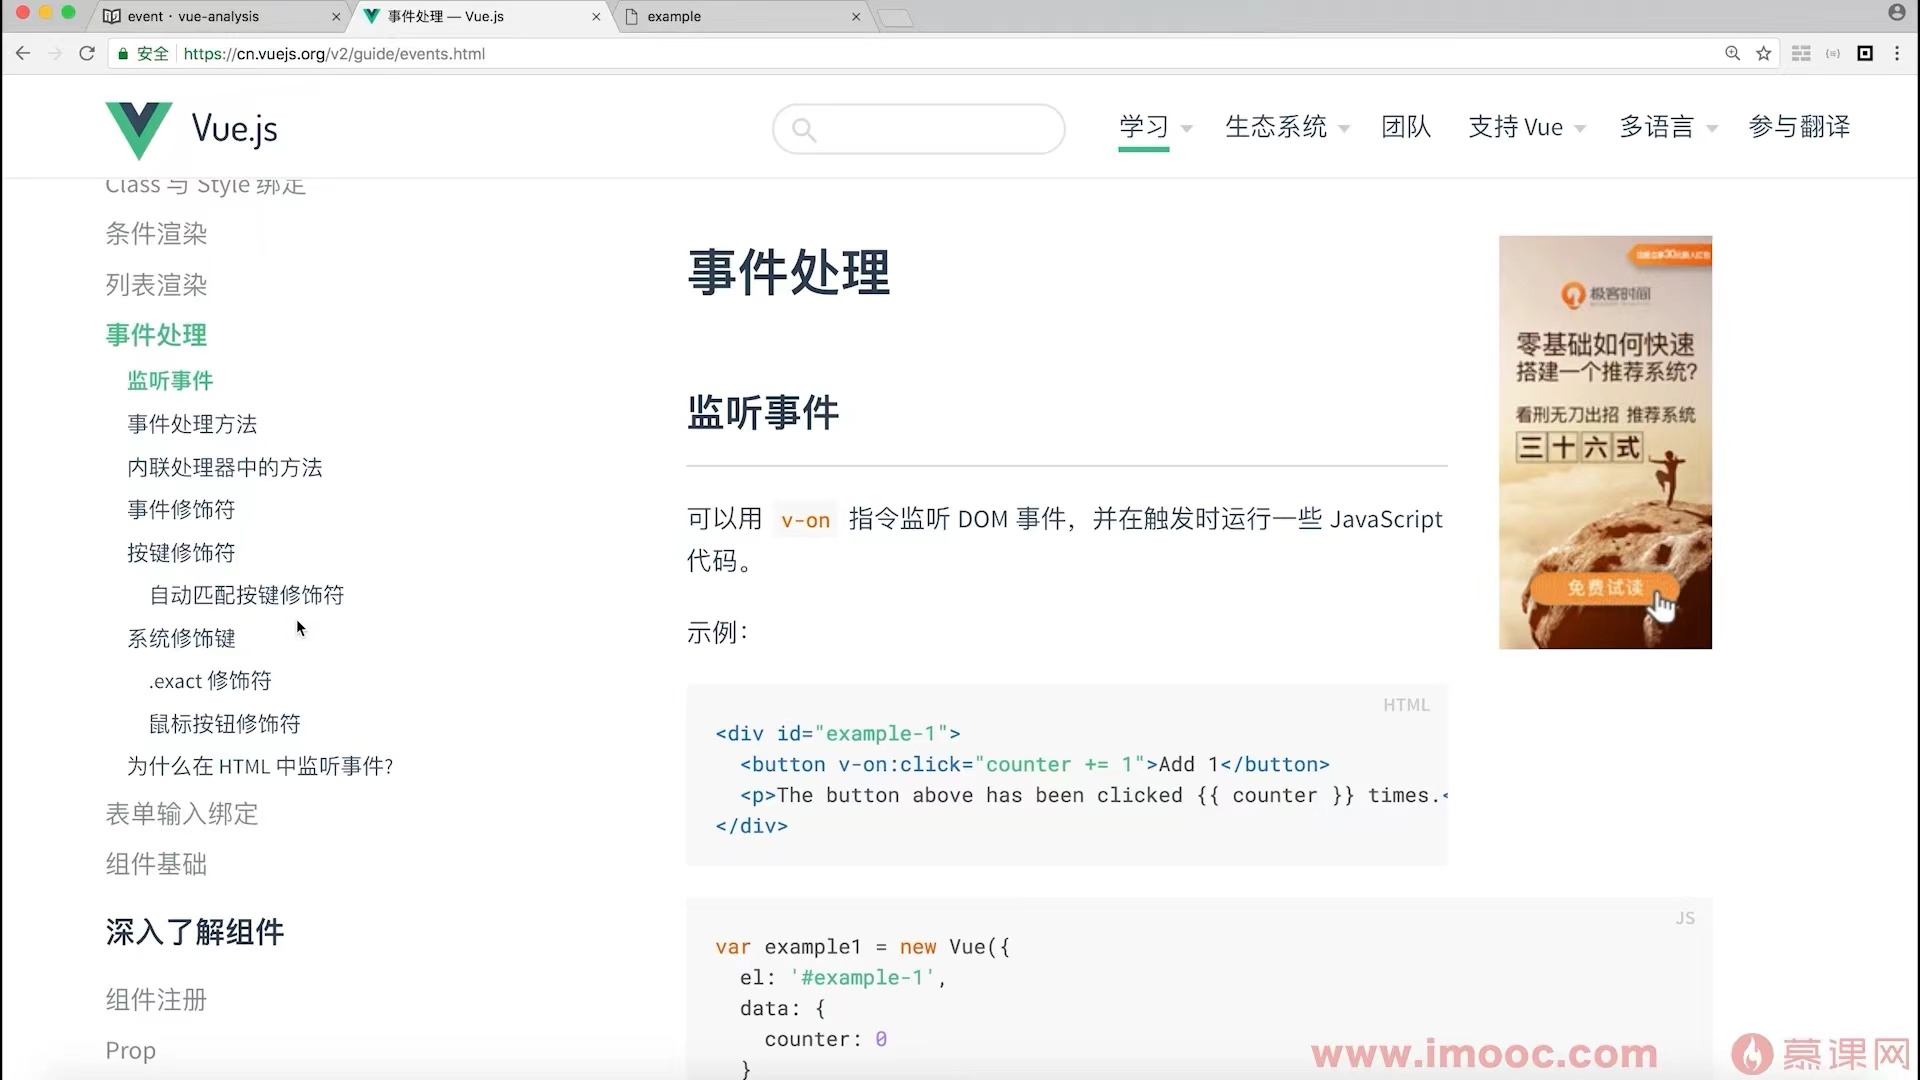 event · vue-analysis
事件处理 — Vue.js
example
安全
https://cn.vuejs.org/v2/guide/events.html
Vue.js
学习
生态系统
团队
支持 Vue
多语言
参与翻译
Class 与 Style 绑定
条件渲染
列表渲染
事件处理
监听事件
事件处理方法
内联处理器中的方法
事件修饰符
按键修饰符
自动匹配按键修饰符
系统修饰键
.exact 修饰符
鼠标按钮修饰符
为什么在 HTML 中监听事件?
表单输入绑定
组件基础
深入了解组件
组件注册
Prop
事件处理
监听事件
可以用 v-on 指令监听 DOM 事件，并在触发时运行一些 JavaScript
代码。
示例：
HTML
<div id="example-1">
<button v-on:click="counter += 1">Add 1</button>
<p>The button above has been clicked {{ counter }} times.<
</div>
JS
var example1 = new Vue({
el: '#example-1',
data: {
counter: 0
}
极客时间
零基础如何快速
搭建一个推荐系统?
看刑无刀出招 推荐系统
三十六式
免费试读
www.imooc.com
慕课网